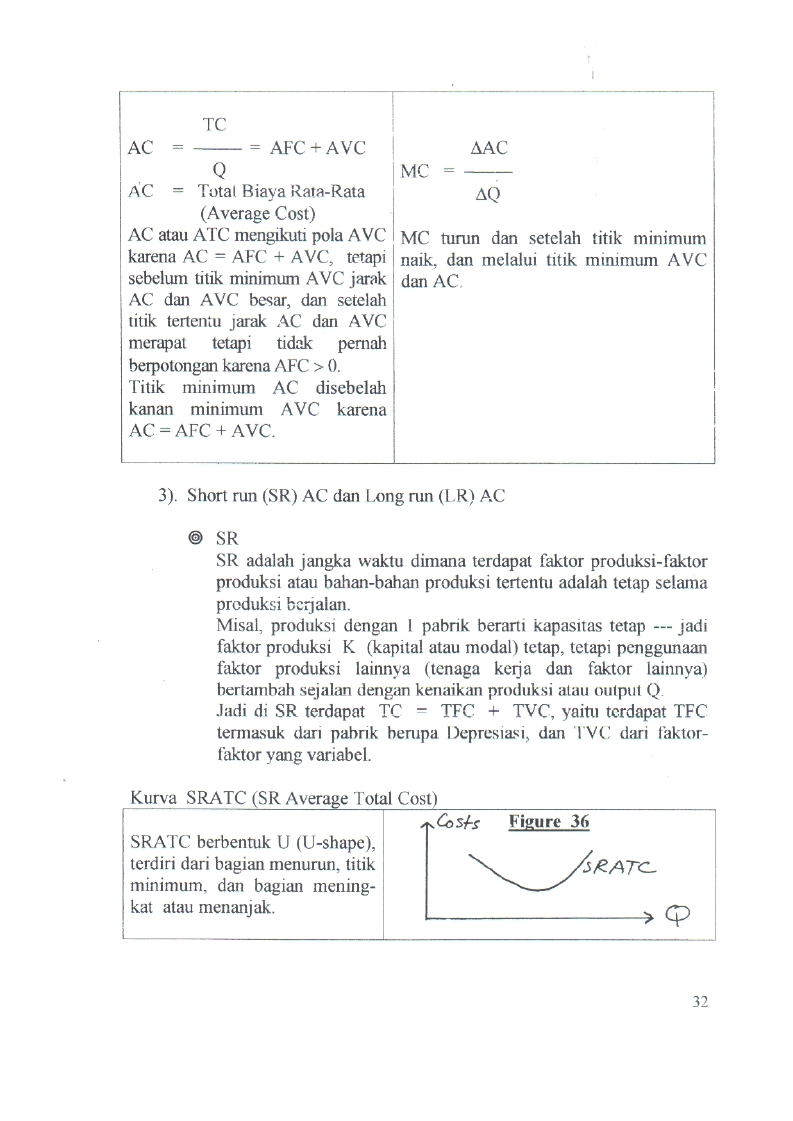 TC
AC = ――― = AFC + AVC
Q
AC = Total Biaya Rata-Rata
(Average Cost)
AC atau ATC mengikuti pola AVC
karena AC = AFC + AVC, tetapi
sebelum titik minimum AVC jarak
AC dan AVC besar, dan setelah
titik tertentu jarak AC dan AVC
merapat tetapi tidak pernah
berpotongan karena AFC > 0.
Titik minimum AC disebelah
kanan minimum AVC karena
AC = AFC + AVC.
ΔAC
MC = ―――
ΔQ
MC turun dan setelah titik minimum
naik, dan melalui titik minimum AVC
dan AC.
3). Short run (SR) AC dan Long run (LR) AC
SR
SR adalah jangka waktu dimana terdapat faktor produksi-faktor
produksi atau bahan-bahan produksi tertentu adalah tetap selama
produksi berjalan.
Misal, produksi dengan 1 pabrik berarti kapasitas tetap --- jadi
faktor produksi K (kapital atau modal) tetap, tetapi penggunaan
faktor produksi lainnya (tenaga kerja dan faktor lainnya)
bertambah sejalan dengan kenaikan produksi atau output Q.
Jadi di SR terdapat TC = TFC + TVC, yaitu terdapat TFC
termasuk dari pabrik berupa Depresiasi, dan TVC dari faktor-
faktor yang variabel.
Kurva SRATC (SR Average Total Cost)
SRATC berbentuk U (U-shape),
terdiri dari bagian menurun, titik
minimum, dan bagian mening-
kat atau menanjak.
Costs Figure 36
SRATC
Q
32